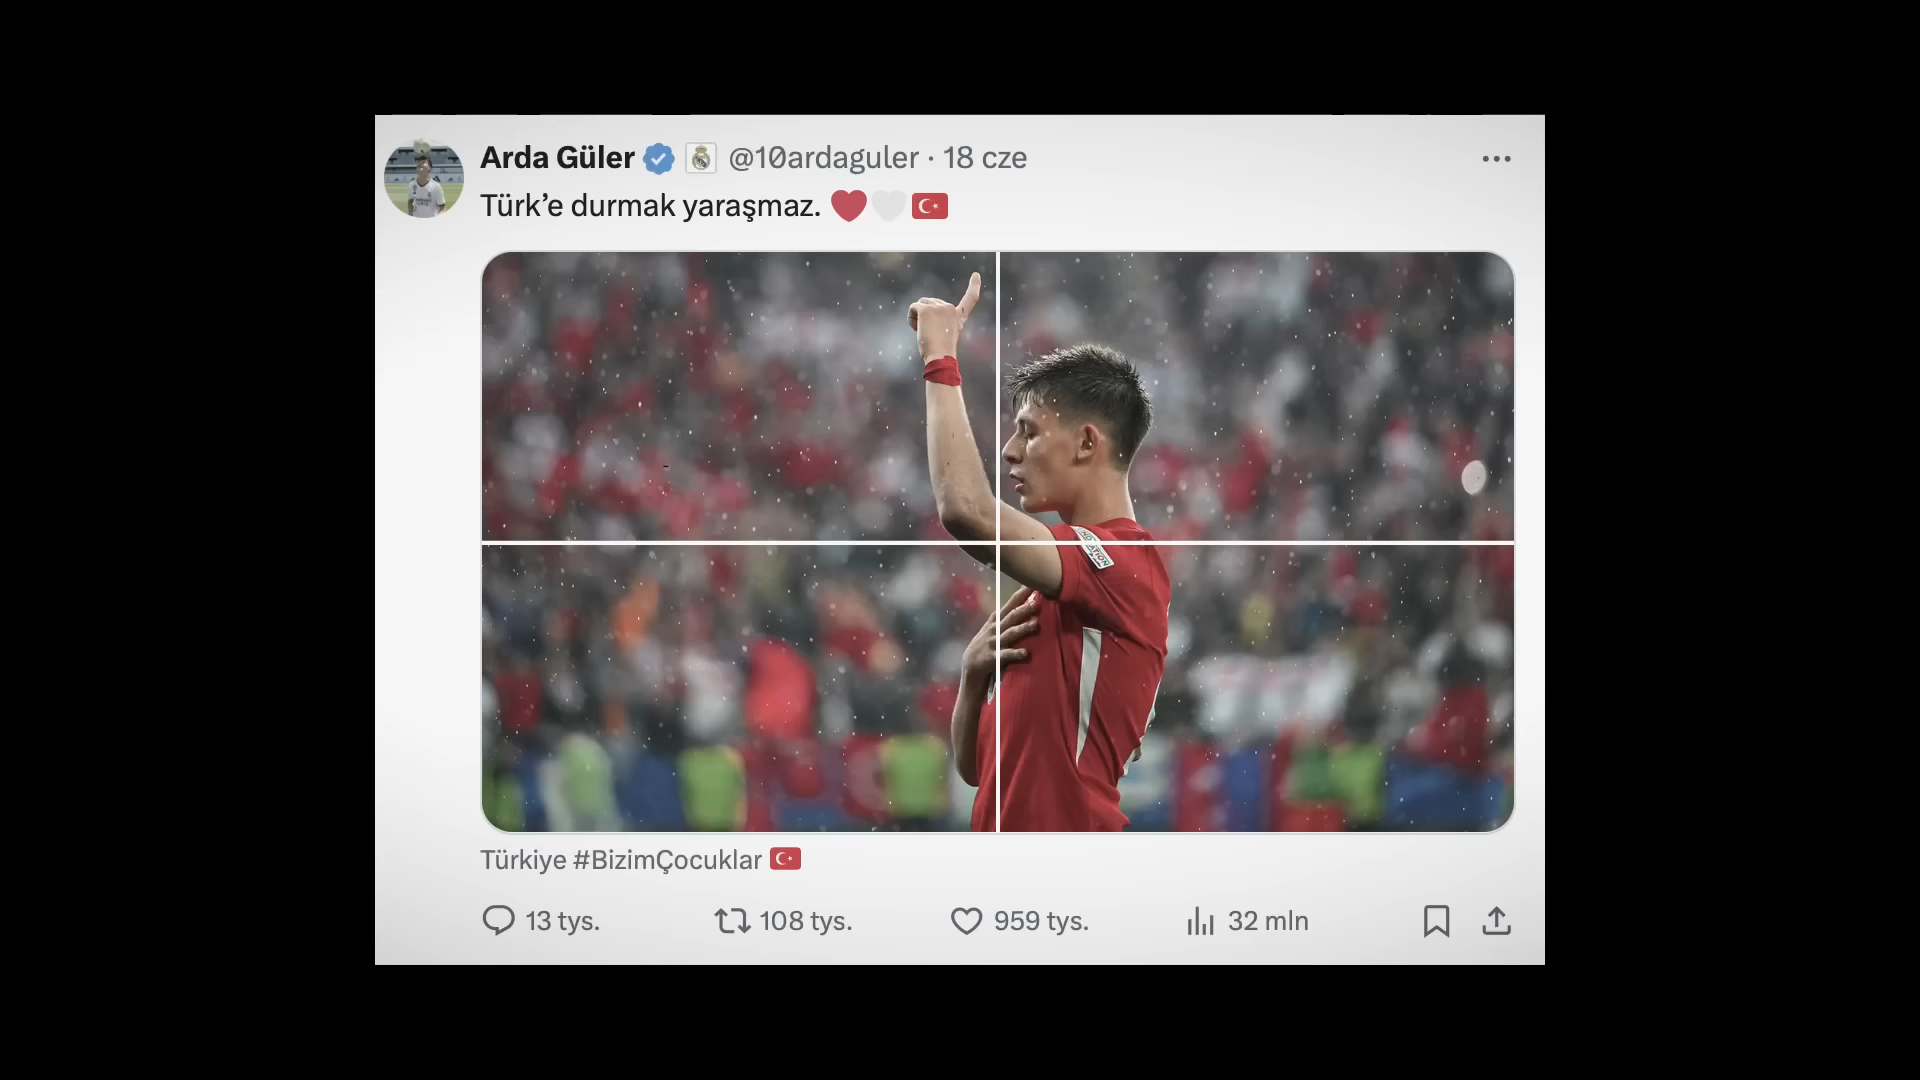 Arda Güler @10ardaguler · 18 cze
Türk’e durmak yaraşmaz.
Türkiye #BizimÇocuklar
13 tys. 108 tys. 959 tys. 32 mln